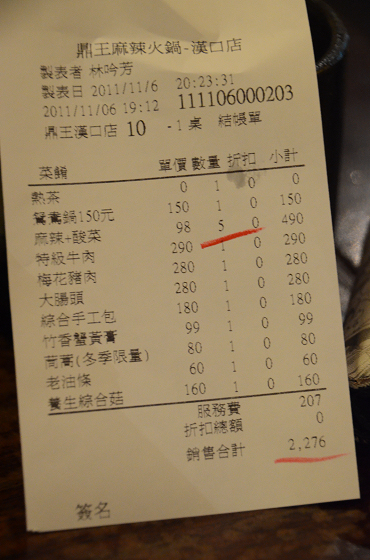 鼎王麻辣火鍋-漢口店
製表者 林吟芳
製表日 2011/11/6 20:23:31
2011/11/06 19:12 111106000203
鼎王漢口店 10 -1 桌 結帳單
菜餚 單價 數量 折扣 小計
熱茶 0 1 0 0
鴛鴦鍋150元 150 1 0 150
麻辣+酸菜 98 5 0 490
特級牛肉 290 1 0 290
梅花豬肉 280 1 0 280
大腸頭 280 1 0 280
綜合手工包 180 1 0 180
竹香蟹黃膏 99 1 0 99
茼蒿(冬季限量) 80 1 0 80
老油條 60 1 0 60
養生綜合菇 160 1 0 160
服務費 207
折扣總額 0
銷售合計 2,276
簽名